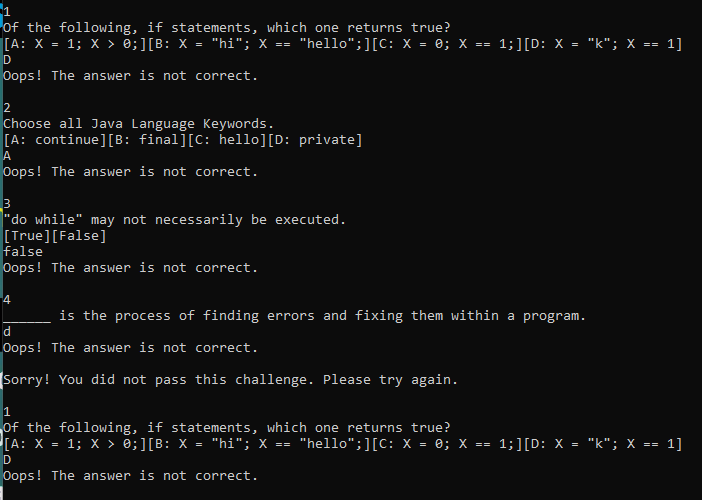 1
Of the following, if statements, which one returns true?
[A: X = 1; X > 0;][B: X = "hi"; X == "hello";][C: X = 0; X == 1;][D: X = "k"; X == 1]
D
Oops! The answer is not correct.
2
Choose all Java Language Keywords.
[A: continue][B: final][C: hello][D: private]
A
Oops! The answer is not correct.
3
"do while" may not necessarily be executed.
[True][False]
false
Oops! The answer is not correct.
4
______ is the process of finding errors and fixing them within a program.
d
Oops! The answer is not correct.
Sorry! You did not pass this challenge. Please try again.
1
Of the following, if statements, which one returns true?
[A: X = 1; X > 0;][B: X = "hi"; X == "hello";][C: X = 0; X == 1;][D: X = "k"; X == 1]
D
Oops! The answer is not correct.